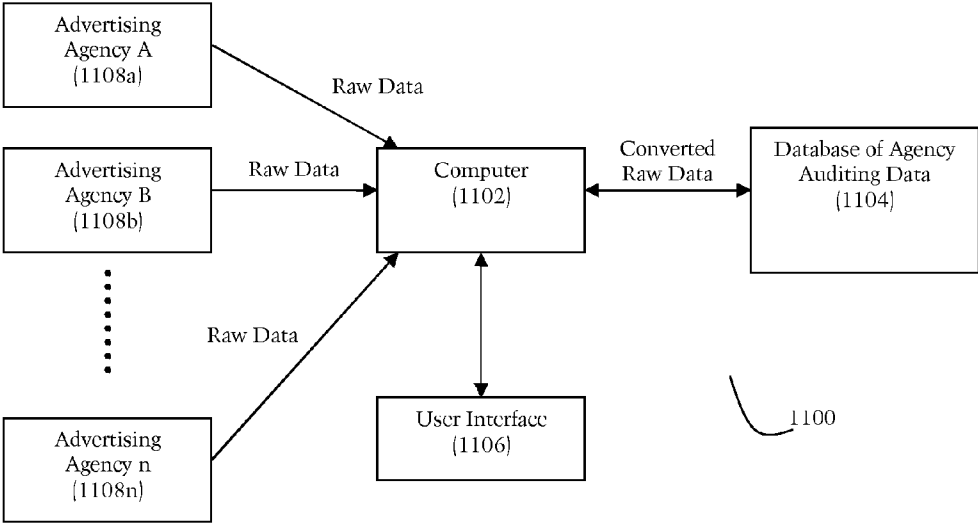 Advertising
Agency A
(1108a)
Raw Data
Advertising
Agency B
(1108b)
Raw Data
Computer
(1102)
Converted
Raw Data
Database of Agency
Auditing Data
(1104)
Raw Data
Advertising
Agency n
(1108n)
User Interface
(1106)
1100